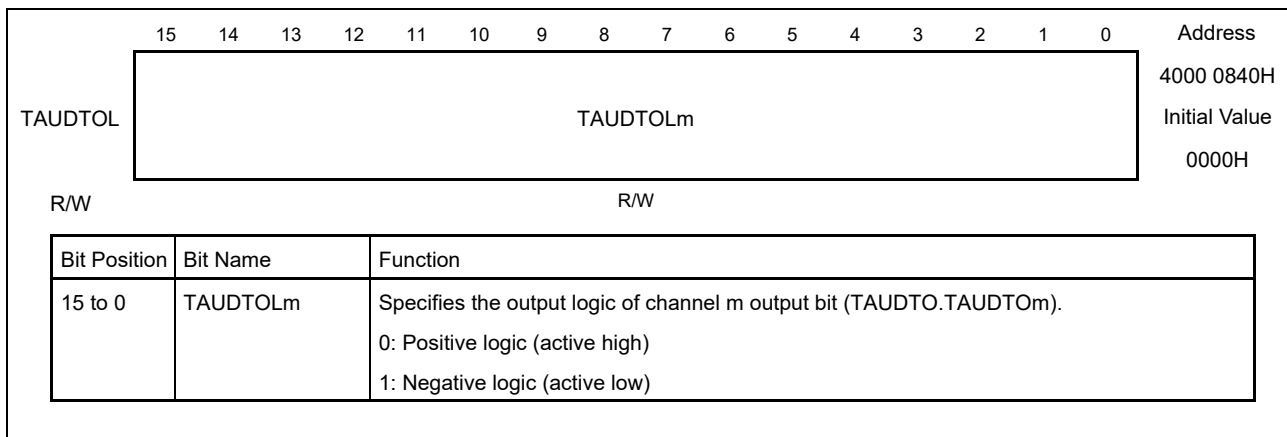 15 14 13 12 11 10 9 8 7 6 5 4 3 2 1 0 Address
4000 0840H
TAUDTOL TAUDTOLm Initial Value
0000H
R/W R/W
Bit Position Bit Name Function
15 to 0 TAUDTOLm Specifies the output logic of channel m output bit (TAUDTO.TAUDTOm).
0: Positive logic (active high)
1: Negative logic (active low)